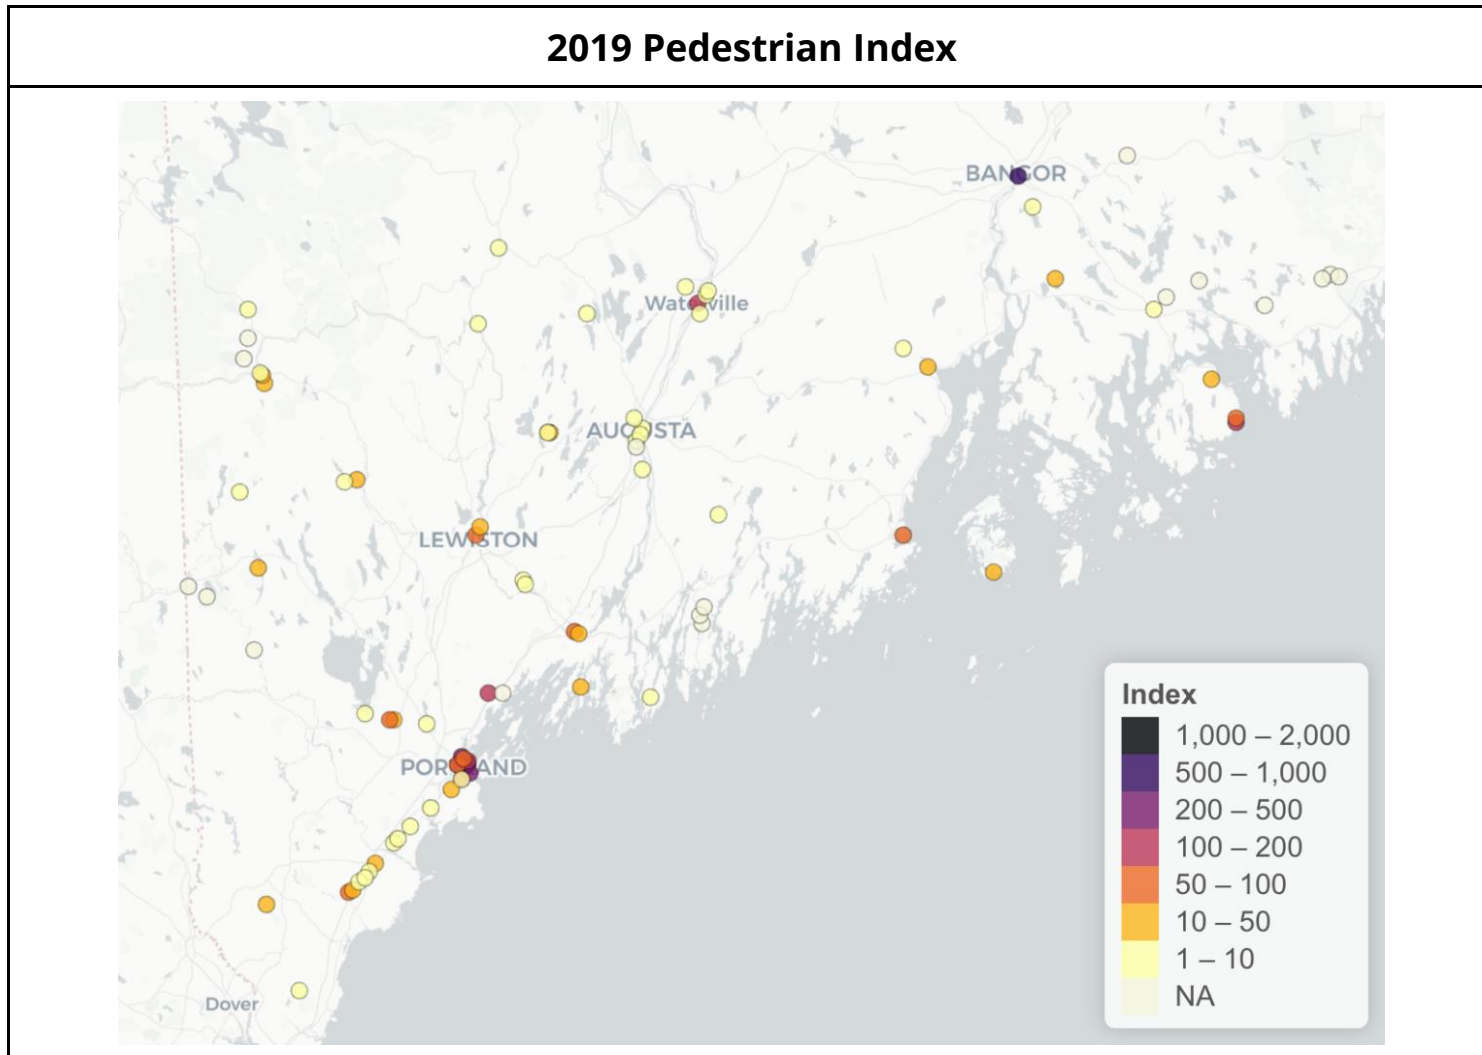 2019 Pedestrian Index
BANGOR
Waterville
AUGUSTA
LEWISTON
PORTLAND
Dover
Index
1,000 – 2,000
500 – 1,000
200 – 500
100 – 200
50 – 100
10 – 50
1 – 10
NA